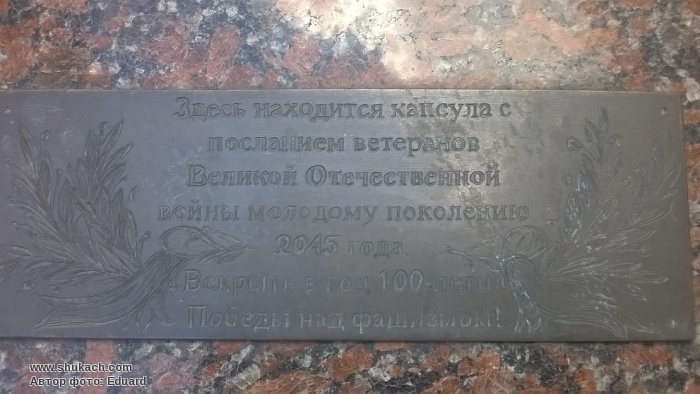 Здесь находится капсула с
посланием ветеранов
Великой Отечественной
войны молодому поколению
2045 года
Вскрыть в год 100-летия
Победы над фашизмом!
www.shukach.com
Автор фото: Eduard